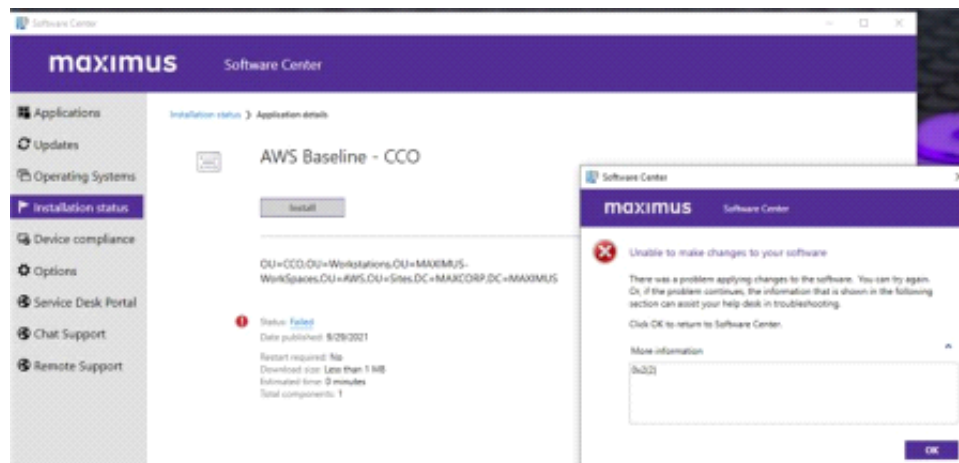 Software Center
maximus Software Center
Applications
Updates
Operating Systems
Installation status
Device compliance
Options
Service Desk Portal
Chat Support
Remote Support
Installation status > Application details
AWS Baseline - CCO
Install
OU=CCO,OU=Workstations,OU=MAXIMUS-
WorkSpaces,OU=AWS,OU=Sites,DC=MAXCORP,DC=MAXIMUS
Status: Failed
Date published: 9/29/2021
Restart required: No
Download size: Less than 1 MB
Estimated time: 0 minutes
Total components: 1
Software Center
maximus Software Center
Unable to make changes to your software
There was a problem applying changes to the software. You can try again.
Or, if the problem continues, the information that is shown in the following
section can assist your help desk in troubleshooting.
Click OK to return to Software Center.
More information
0x2(2)
OK